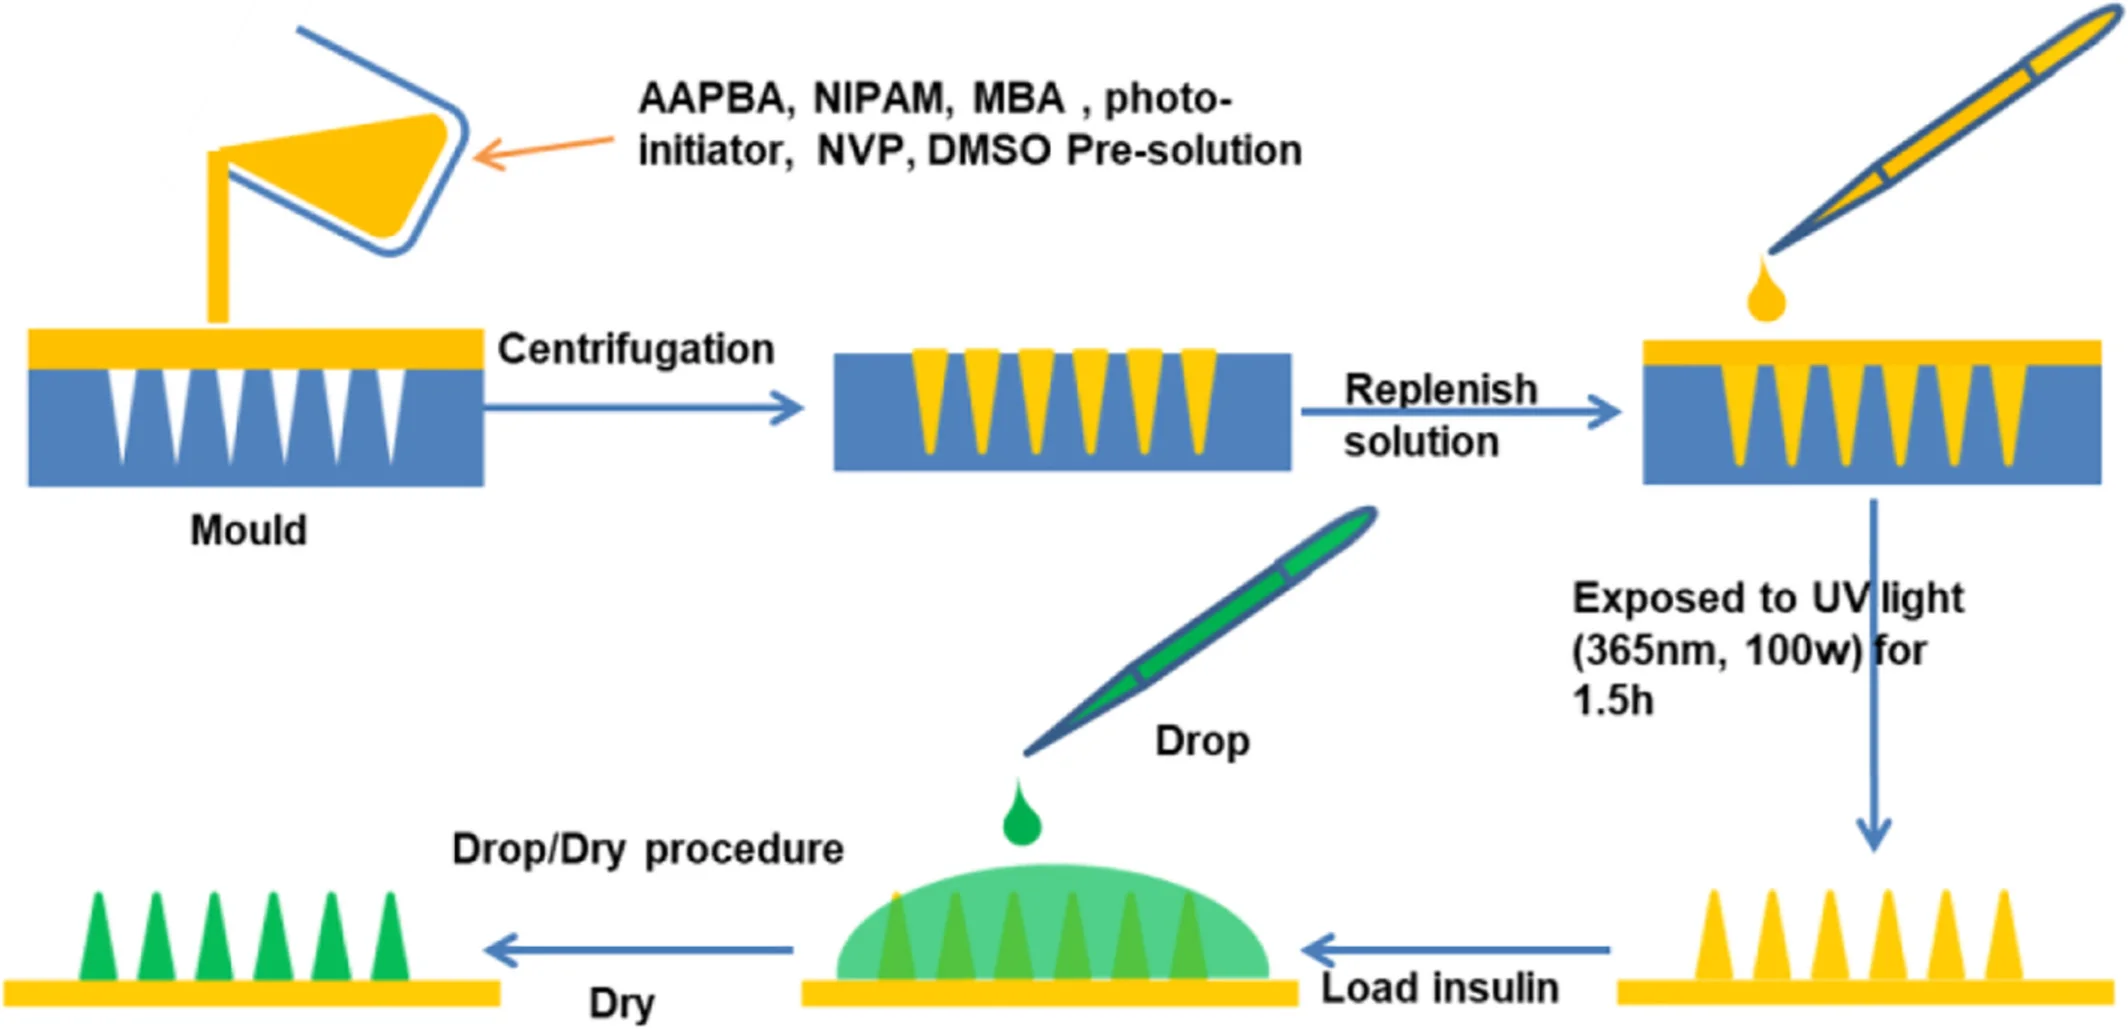 AAPBA, NIPAM, MBA , photo-
initiator, NVP, DMSO Pre-solution
Centrifugation
Replenish
solution
Mould
Exposed to UV light
(365nm, 100w) for
1.5h
Drop
Drop/Dry procedure
Load insulin
Dry